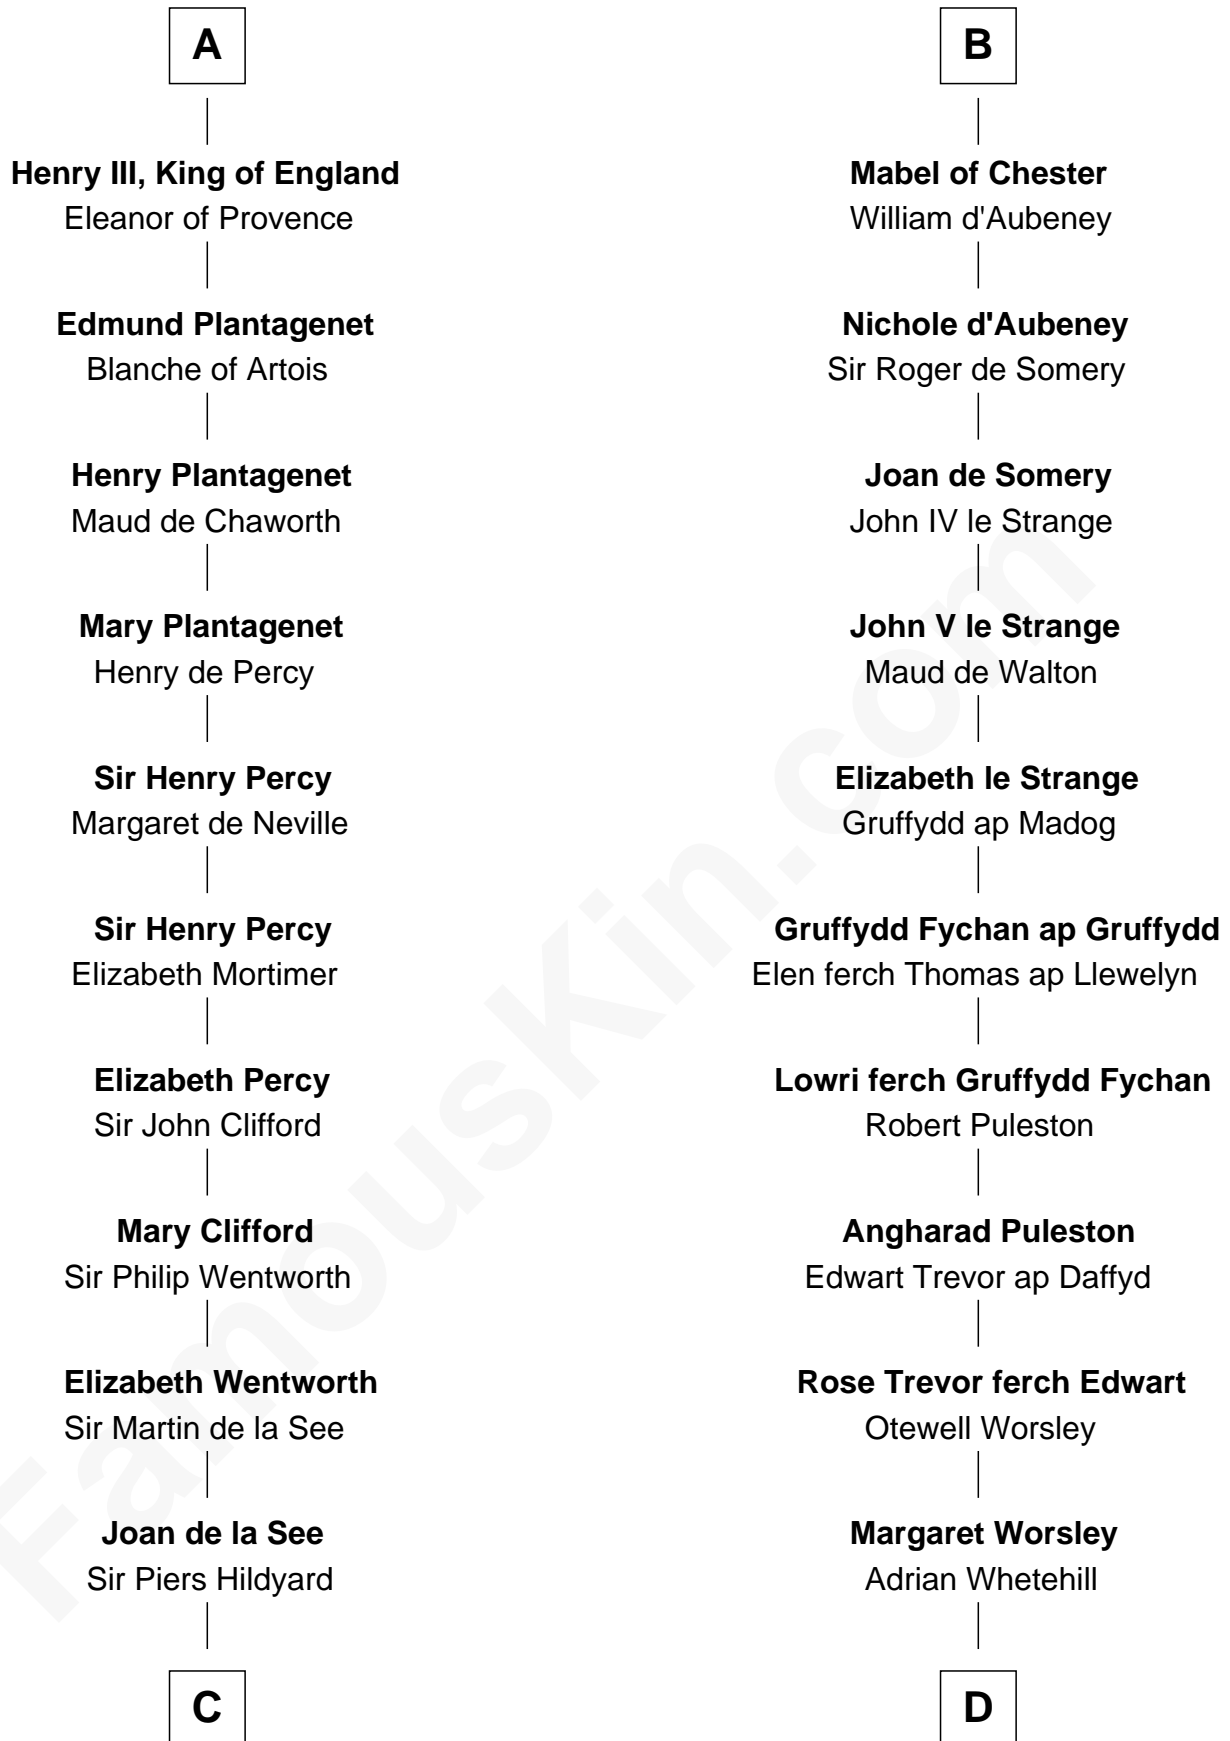 A
Henry III, King of England
Eleanor of Provence
Edmund Plantagenet
Blanche of Artois
Henry Plantagenet
Maud de Chaworth
Mary Plantagenet
Henry de Percy
Sir Henry Percy
Margaret de Neville
Sir Henry Percy
Elizabeth Mortimer
Elizabeth Percy
Sir John Clifford
Mary Clifford
Sir Philip Wentworth
Elizabeth Wentworth
Sir Martin de la See
Joan de la See
Sir Piers Hildyard
C
B
Mabel of Chester
William d'Aubeney
Nichole d'Aubeney
Sir Roger de Somery
Joan de Somery
John IV le Strange
John V le Strange
Maud de Walton
Elizabeth le Strange
Gruffydd ap Madog
Gruffydd Fychan ap Gruffydd
Elen ferch Thomas ap Llewelyn
Lowri ferch Gruffydd Fychan
Robert Puleston
Angharad Puleston
Edwart Trevor ap Daffyd
Rose Trevor ferch Edwart
Otewell Worsley
Margaret Worsley
Adrian Whetehill
D
FamousKin.com